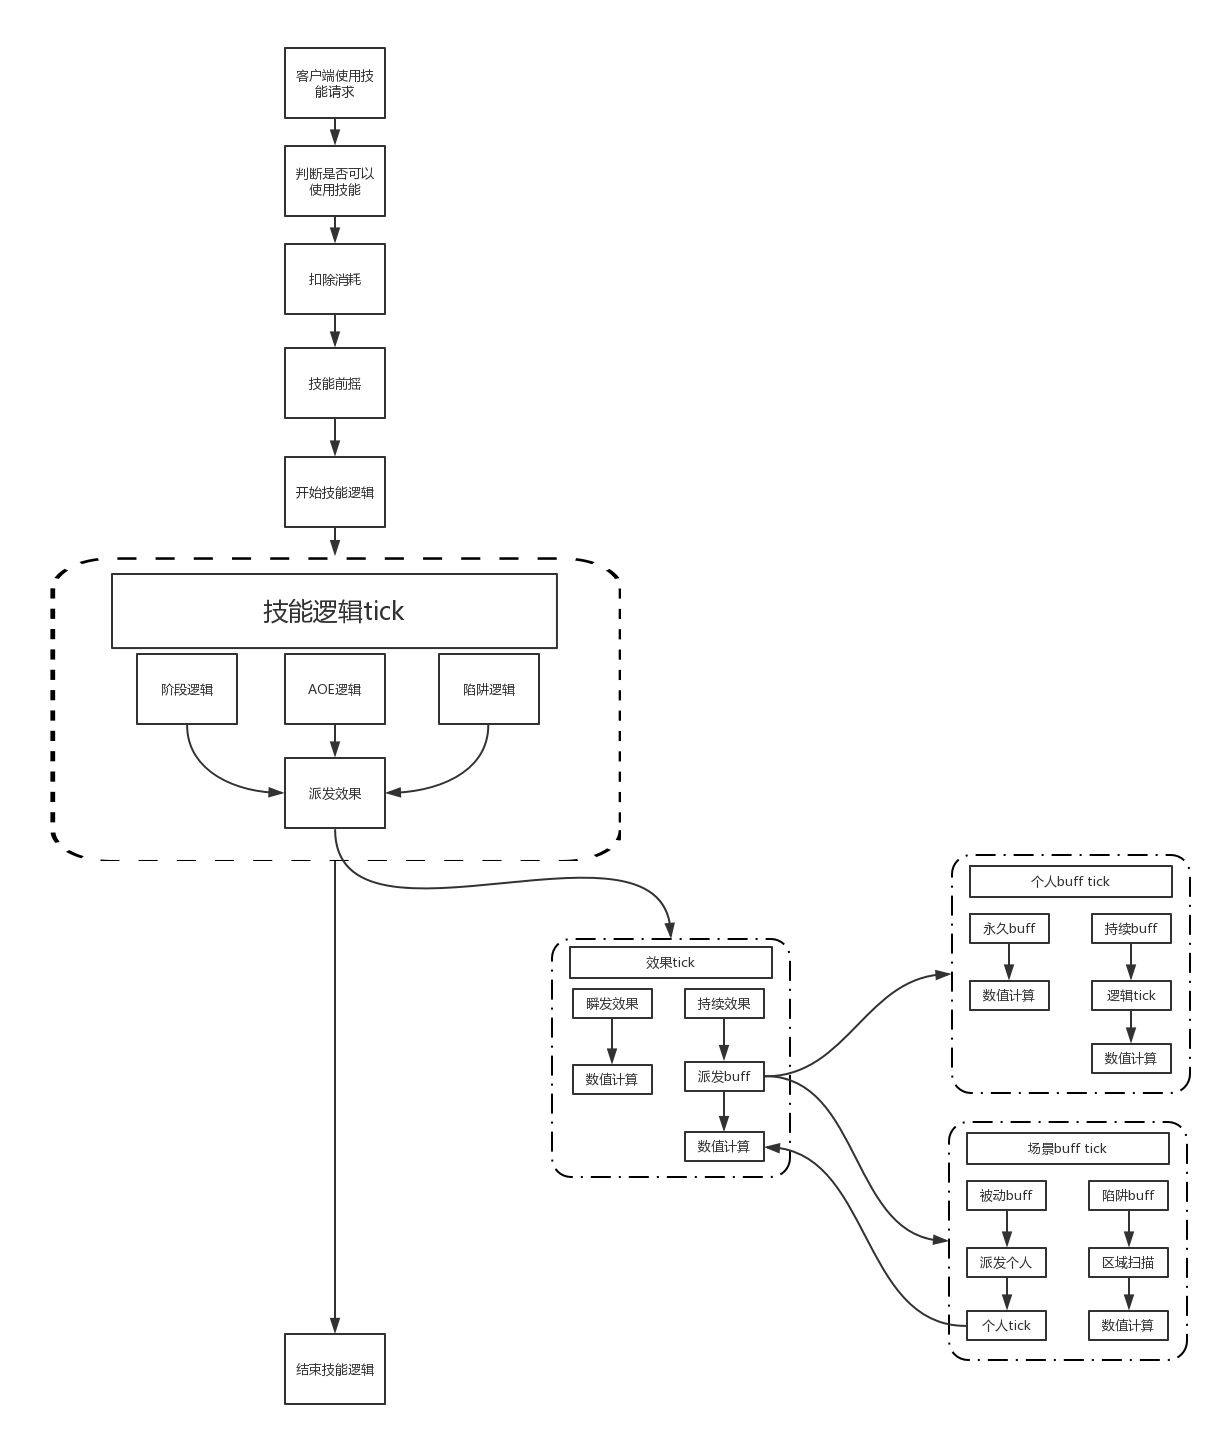 客户端使用技
能请求
判断是否可以
使用技能
扣除消耗
技能前摇
开始技能逻辑
技能逻辑tick
阶段逻辑
AOE逻辑
陷阱逻辑
派发效果
效果tick
瞬发效果
持续效果
数值计算
派发buff
数值计算
个人buff tick
永久buff
持续buff
数值计算
逻辑tick
数值计算
场景buff tick
被动buff
陷阱buff
派发个人
区域扫描
个人tick
数值计算
结束技能逻辑